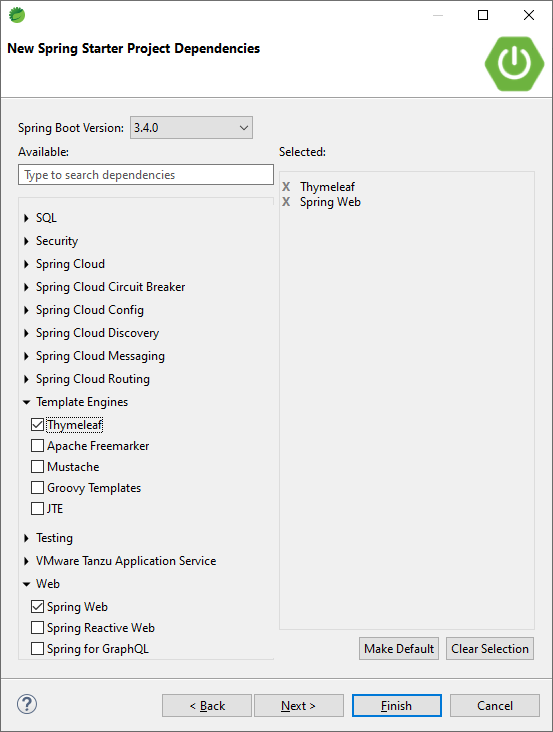 New Spring Starter Project Dependencies
Spring Boot Version: 3.4.0
Available:
Type to search dependencies
SQL
Security
Spring Cloud
Spring Cloud Circuit Breaker
Spring Cloud Config
Spring Cloud Discovery
Spring Cloud Messaging
Spring Cloud Routing
Template Engines
Thymeleaf
Apache Freemarker
Mustache
Groovy Templates
JTE
Testing
VMware Tanzu Application Service
Web
Spring Web
Spring Reactive Web
Spring for GraphQL
Selected:
X Thymeleaf
X Spring Web
Make Default Clear Selection
? < Back Next > Finish Cancel